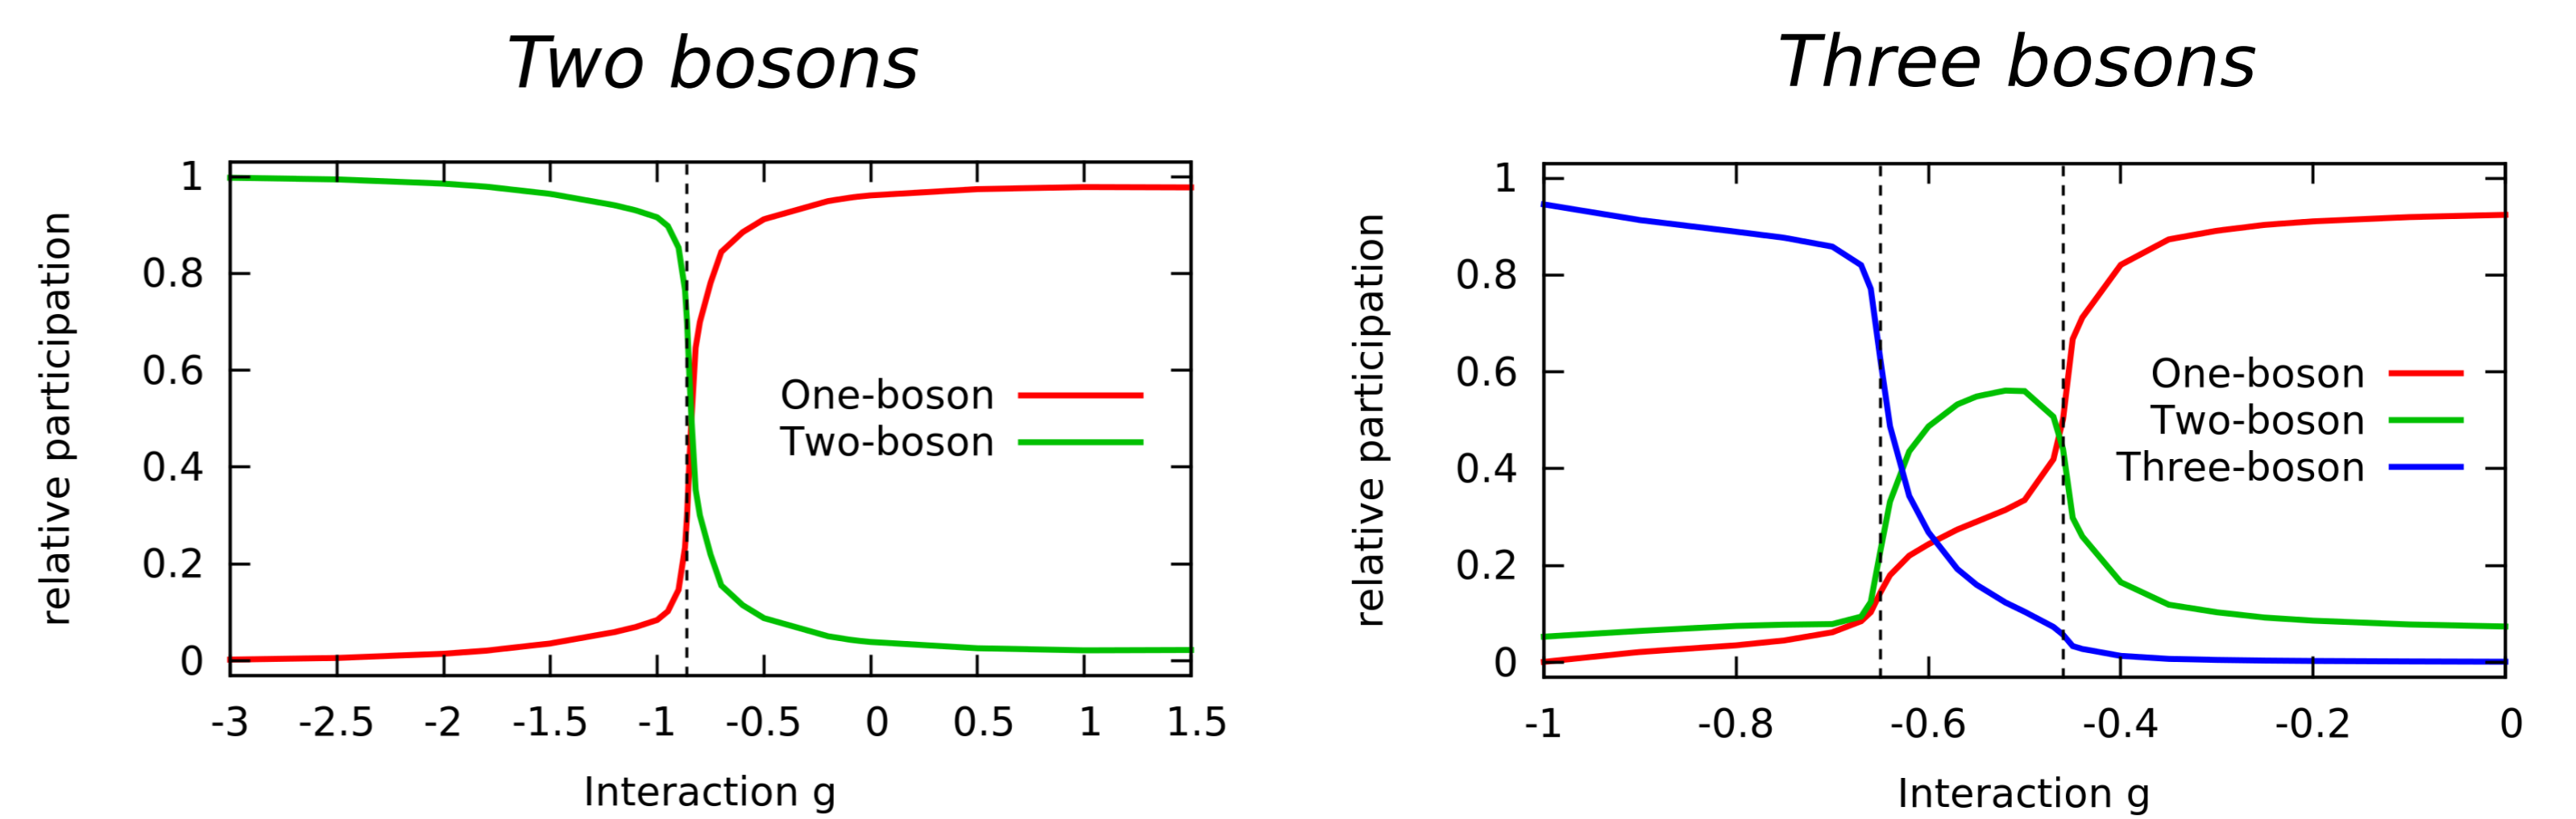 Two bosons
relative participation
1
0.8
0.6
0.4
0.2
0
One-boson
Two-boson
-3 -2.5 -2 -1.5 -1 -0.5 0 0.5 1 1.5
Interaction g
Three bosons
relative participation
1
0.8
0.6
0.4
0.2
0
One-boson
Two-boson
Three-boson
-1 -0.8 -0.6 -0.4 -0.2 0
Interaction g